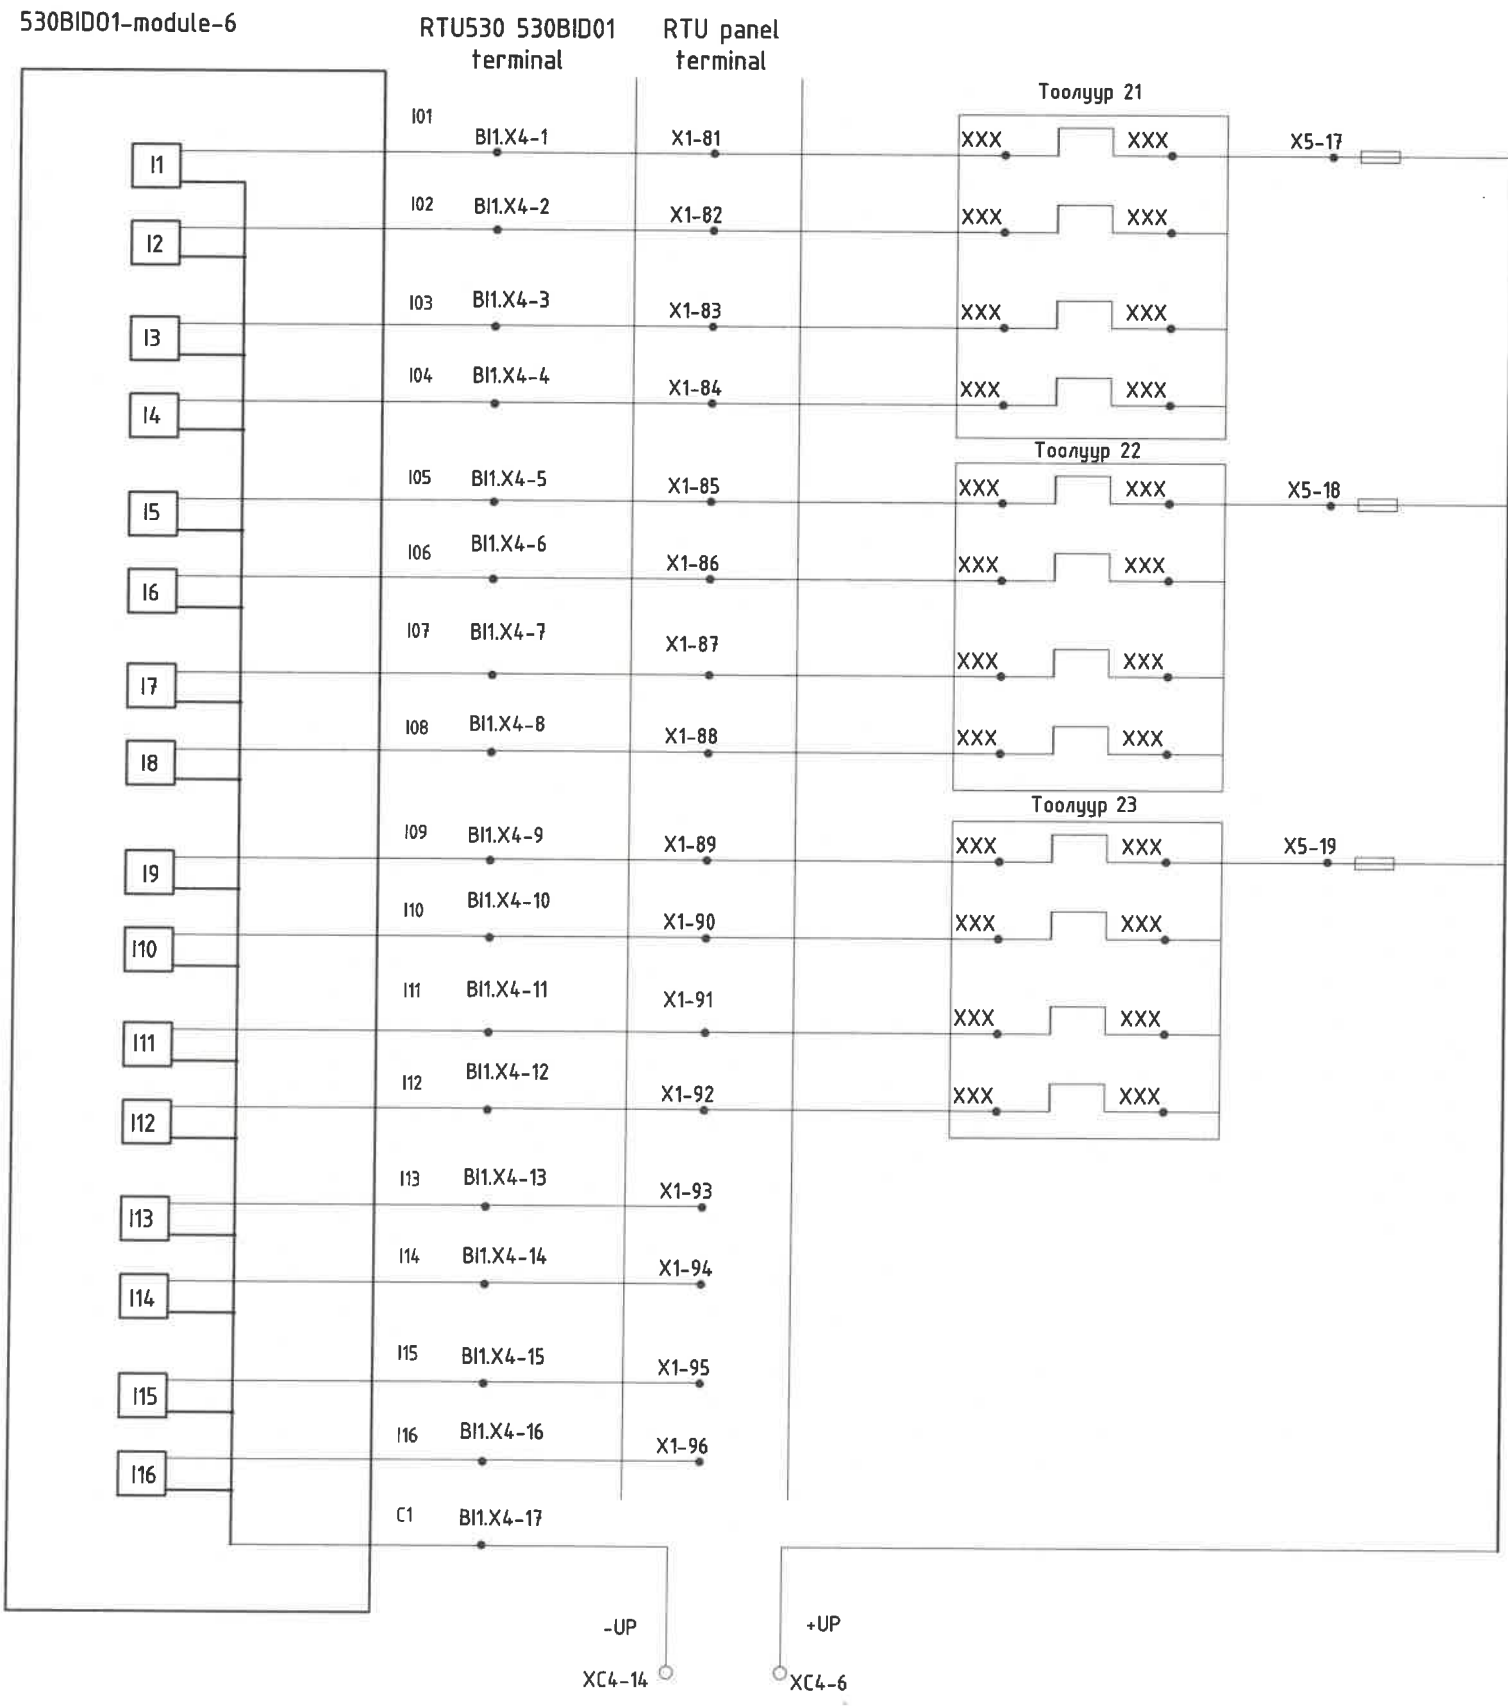 530BID01-module-6
RTU530 530BID01
terminal
RTU panel
terminal
Тоолуур 21
I01
I1
BI1.X4-1
X1-81
XXX
XXX
X5-17
I02
I2
BI1.X4-2
X1-82
XXX
XXX
I03
I3
BI1.X4-3
X1-83
XXX
XXX
I04
I4
BI1.X4-4
X1-84
XXX
XXX
Тоолуур 22
I05
I5
BI1.X4-5
X1-85
XXX
XXX
X5-18
I06
I6
BI1.X4-6
X1-86
XXX
XXX
I07
I7
BI1.X4-7
X1-87
XXX
XXX
I08
I8
BI1.X4-8
X1-88
XXX
XXX
Тоолуур 23
I09
I9
BI1.X4-9
X1-89
XXX
XXX
X5-19
I10
I10
BI1.X4-10
X1-90
XXX
XXX
I11
I11
BI1.X4-11
X1-91
XXX
XXX
I12
I12
BI1.X4-12
X1-92
XXX
XXX
I13
I13
BI1.X4-13
X1-93
I14
I14
BI1.X4-14
X1-94
I15
I15
BI1.X4-15
X1-95
I16
I16
BI1.X4-16
X1-96
C1
BI1.X4-17
-UP
+UP
XC4-14
XC4-6